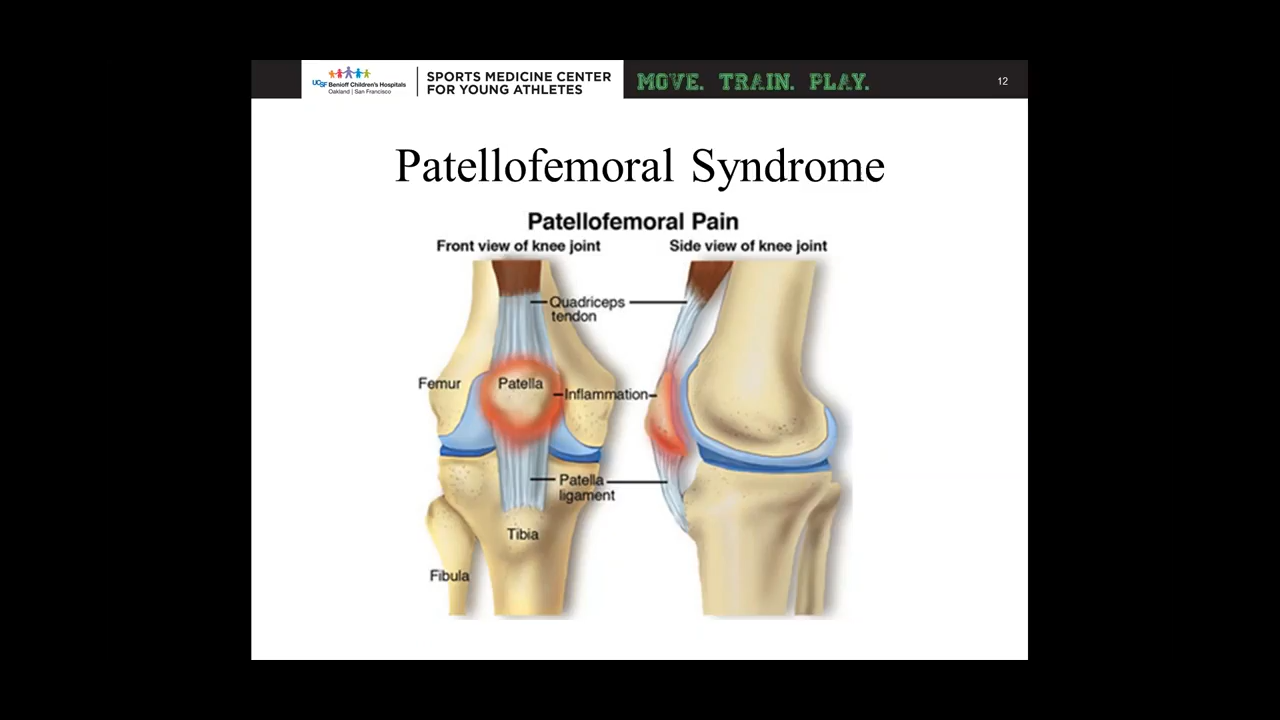 UCSF Benioff Children's Hospitals
Oakland | San Francisco
SPORTS MEDICINE CENTER
FOR YOUNG ATHLETES
MOVE. TRAIN. PLAY.
12
Patellofemoral Syndrome
Patellofemoral Pain
Front view of knee joint
Side view of knee joint
Quadriceps
tendon
Femur
Patella
Inflammation
Patella
ligament
Tibia
Fibula